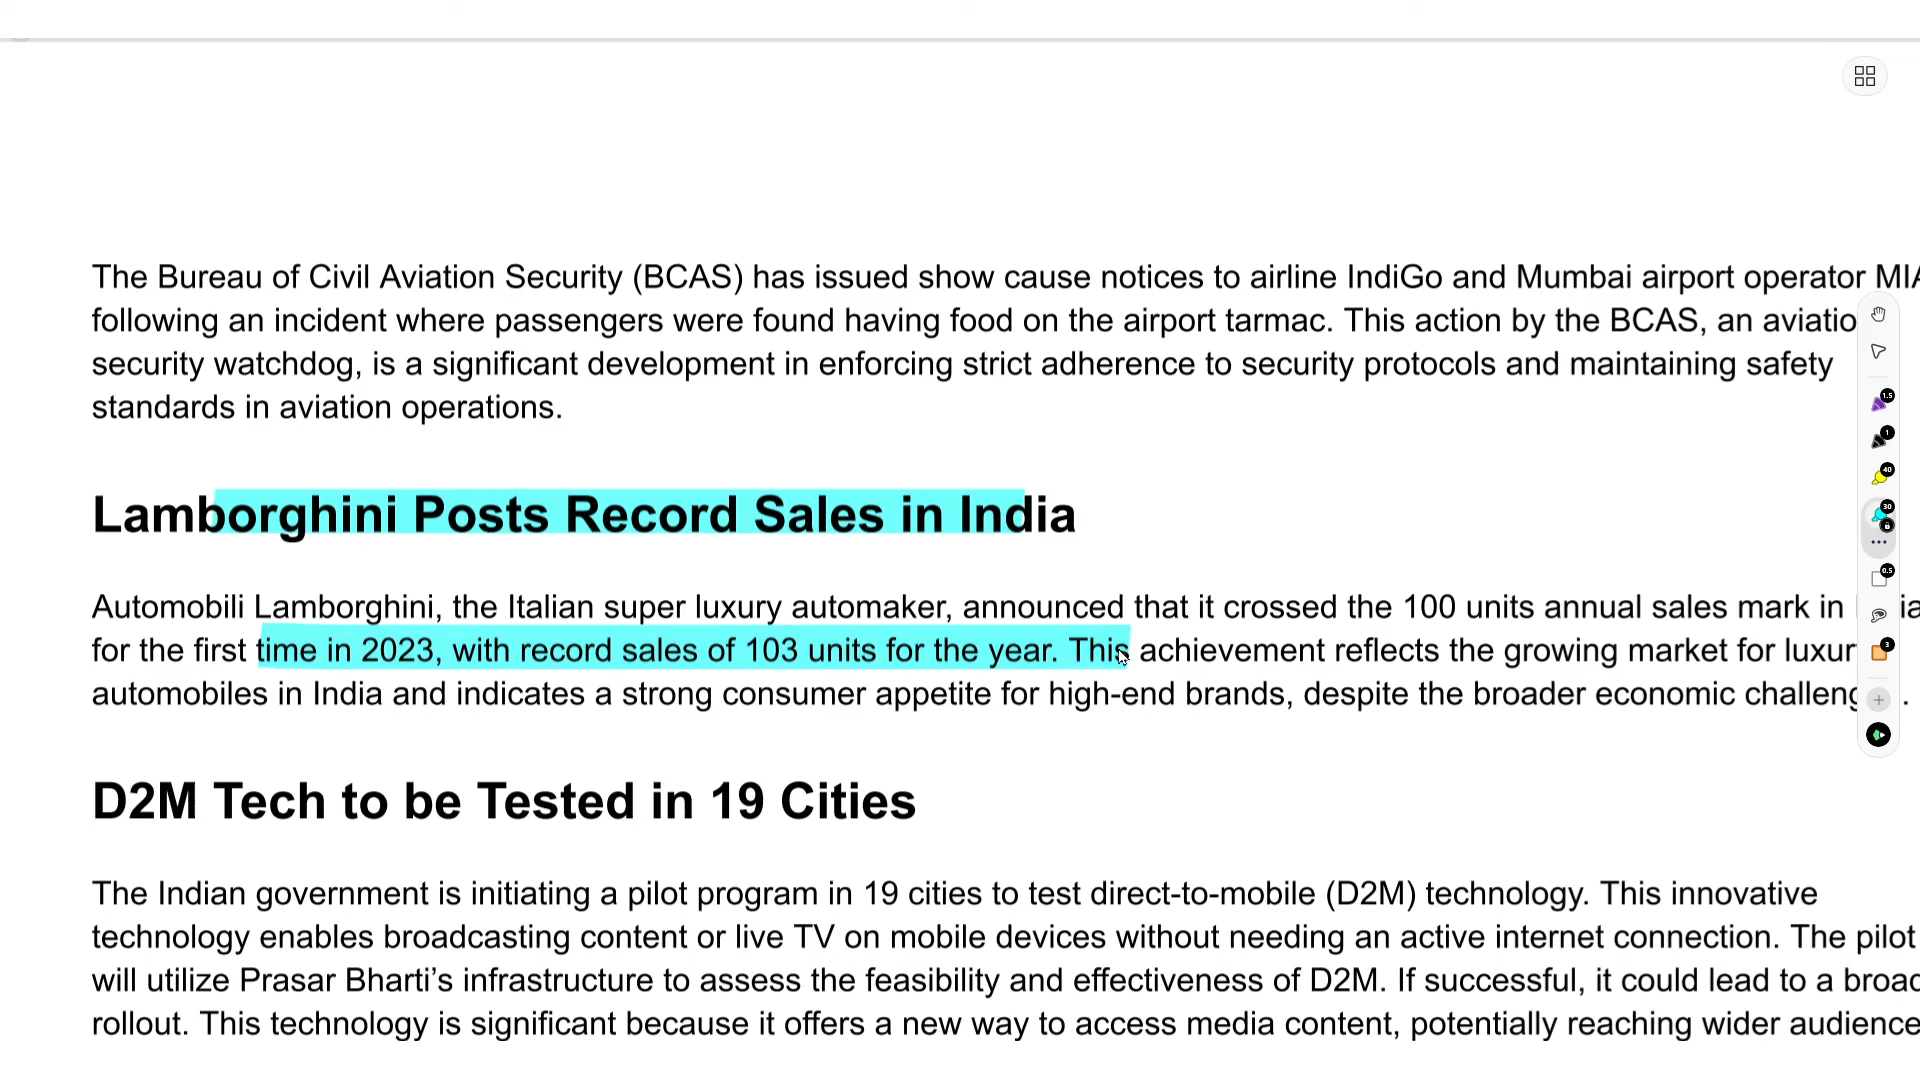 The Bureau of Civil Aviation Security (BCAS) has issued show cause notices to airline IndiGo and Mumbai airport operator
following an incident where passengers were found having food on the airport tarmac. This action by the BCAS, an
security watchdog, is a significant development in enforcing strict adherence to security protocols and maintaining safety
standards in aviation operations.
Lamborghini Posts Record Sales in India
Automobili Lamborghini, the Italian super luxury automaker, announced that it crossed the 100 units annual sales mark in
for the first time in 2023, with record sales of 103 units for the year. This achievement reflects the growing market for
automobiles in India and indicates a strong consumer appetite for high-end brands, despite the broader economic
D2M Tech to be Tested in 19 Cities
The Indian government is initiating a pilot program in 19 cities to test direct-to-mobile (D2M) technology. This innovative
technology enables broadcasting content or live TV on mobile devices without needing an active internet connection. The pilot
will utilize Prasar Bharti's infrastructure to assess the feasibility and effectiveness of D2M. If successful, it could lead to a
rollout. This technology is significant because it offers a new way to access media content, potentially reaching wider audience
1.5
1
40
30
0.5
3